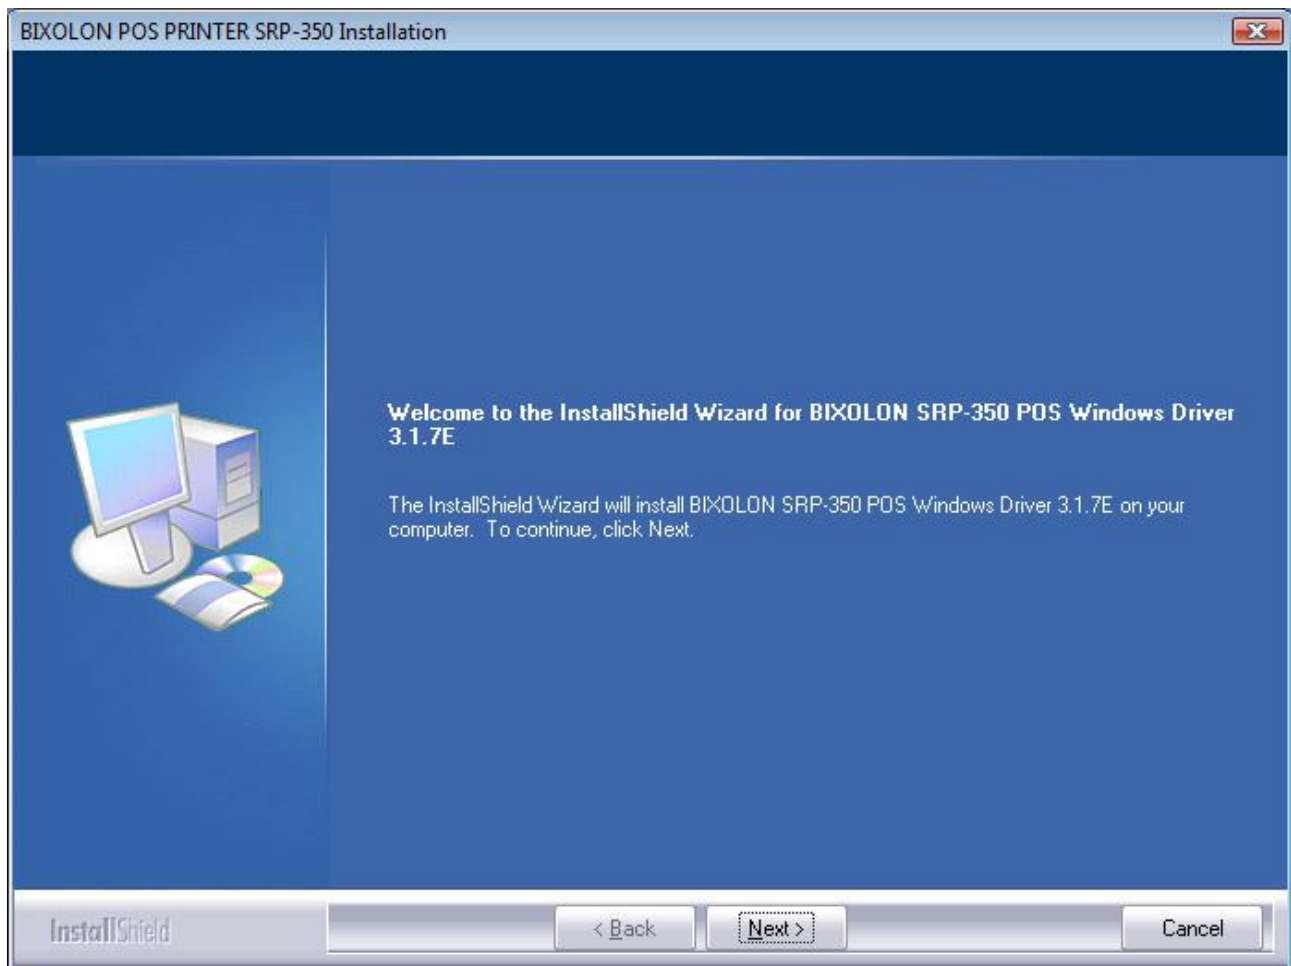 BIXOLON POS PRINTER SRP-350 Installation
Welcome to the InstallShield Wizard for BIXOLON SRP-350 POS Windows Driver
3.1.7E
The InstallShield Wizard will install BIXOLON SRP-350 POS Windows Driver 3.1.7E on your
computer. To continue, click Next.
InstallShield
< Back
Next >
Cancel